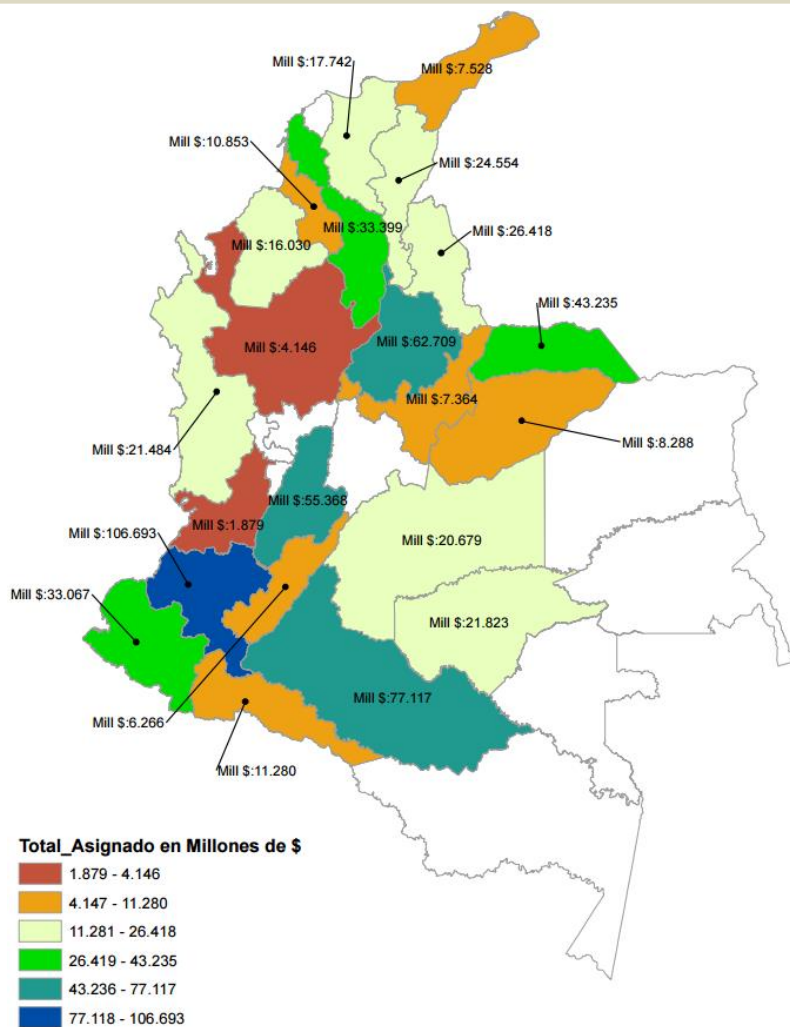 Mill $:17.742
Mill $:7.528
Mill $:10.853
Mill $:24.554
Mill $:33.399
Mill $:26.418
Mill $:16.030
Mill $:43.235
Mill $:4.146
Mill $:62.709
Mill $:7.364
Mill $:21.484
Mill $:8.288
Mill $:55.368
Mill $:1.879
Mill $:106.693
Mill $:20.679
Mill $:33.067
Mill $:21.823
Mill $:77.117
Mill $:6.266
Mill $:11.280
Total_Asignado en Millones de $
1.879 - 4.146
4.147 - 11.280
11.281 - 26.418
26.419 - 43.235
43.236 - 77.117
77.118 - 106.693